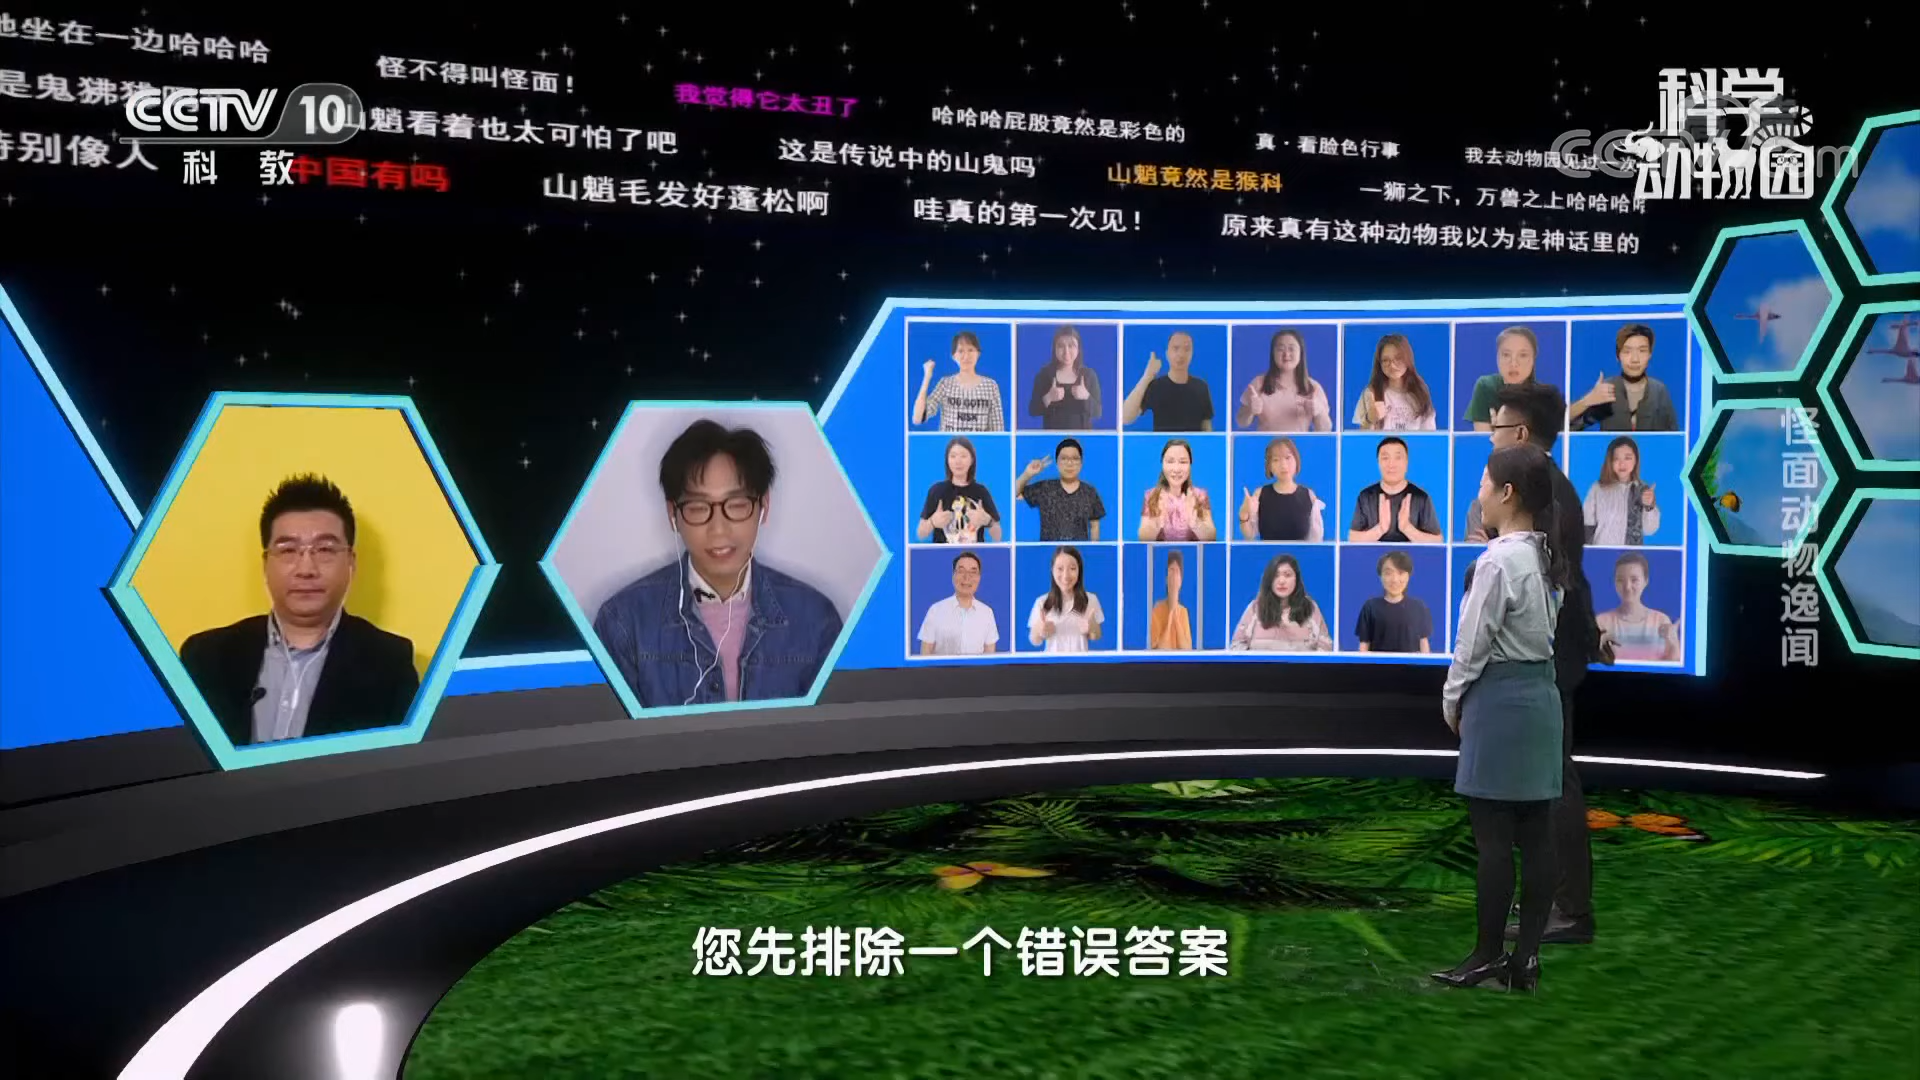 他坐在一边哈哈哈
怪不得叫怪面！
我觉得它太丑了
哈哈哈屁股竟然是彩色的
真·看脸色行事
我去动物园见过一次
是鬼狒狒
山魈看着也太可怕了吧
这是传说中的山鬼吗
山魈竟然是猴科
一狮之下，万兽之上哈哈哈哈
特别像人
中国有吗
山魈毛发好蓬松啊
哇真的第一次见！
原来真有这种动物我以为是神话里的
CCTV 10
科教
科学
动物园
怪面动物逸闻
YOU GOTTA
RISK
您先排除一个错误答案